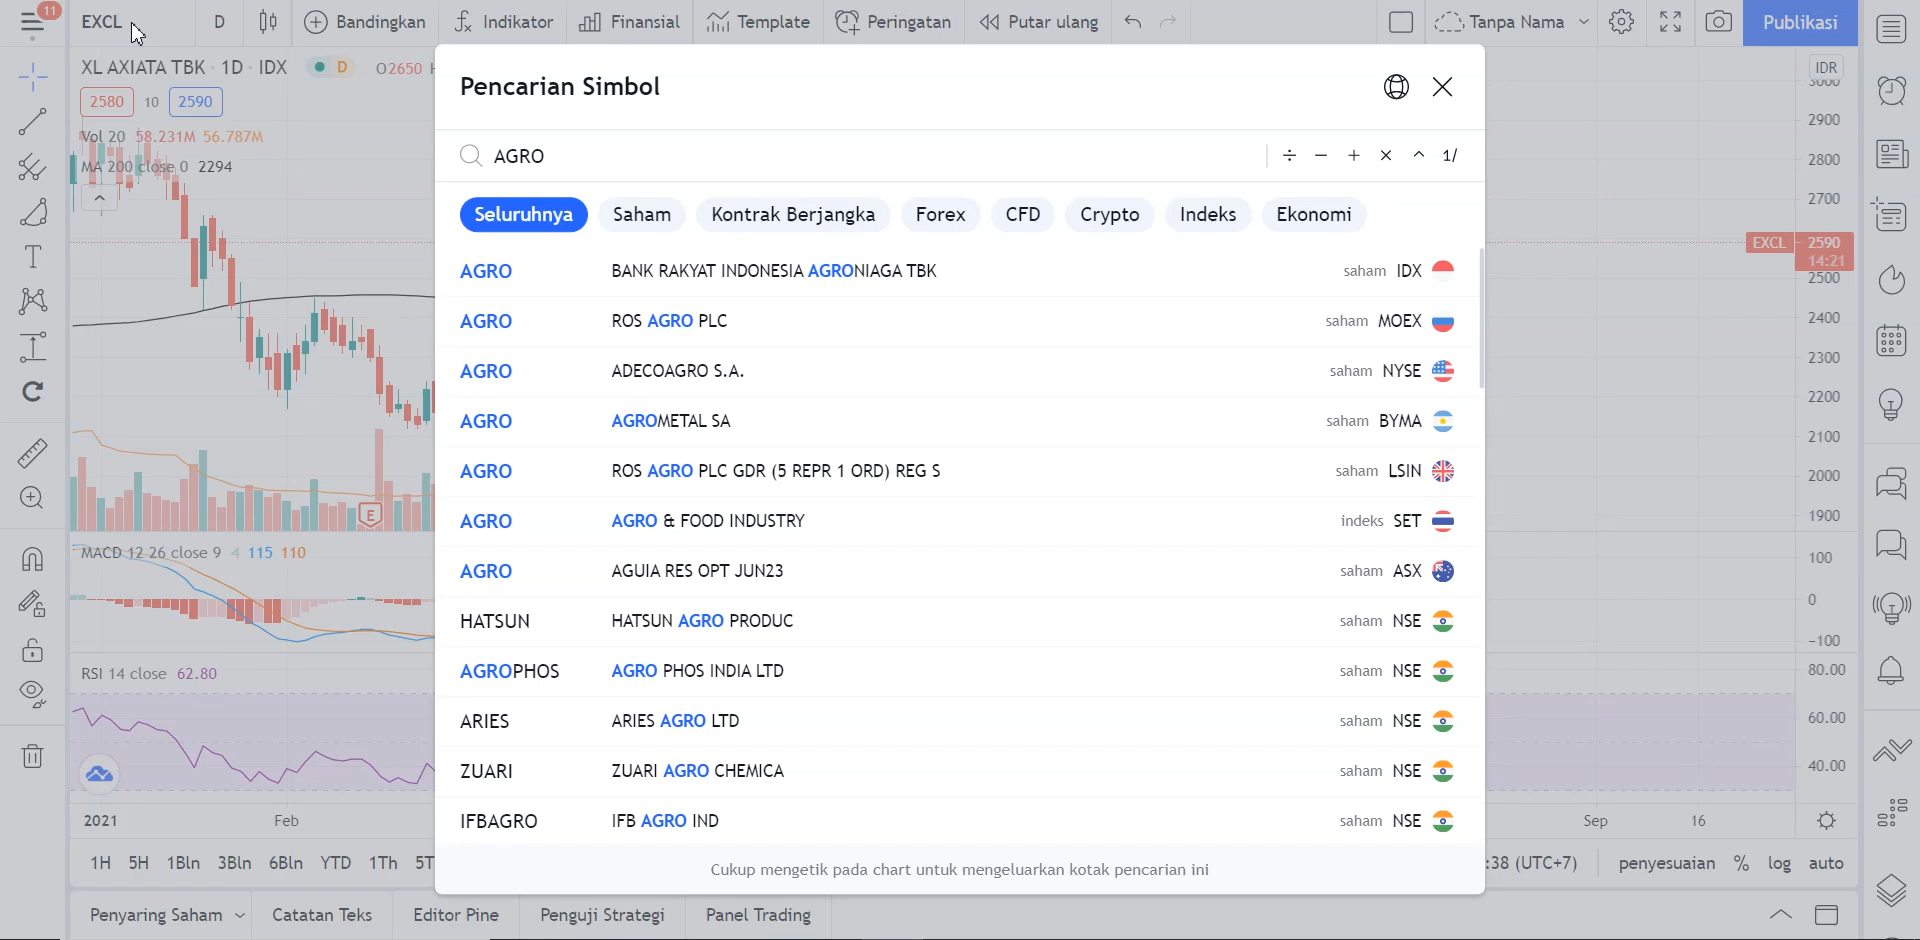 11 EXCL D Bandingkan Indikator Finansial Template Peringatan Putar ulang Tanpa Nama Publikasi
XL AXIATA TBK · 1D · IDX D O2650
2580 10 2590
Vol 20 58.231M 56.787M
MA 200 close 0 2294
E
MACD 12 26 close 9 4 115 110
RSI 14 close 62.80
2021 Feb
Pencarian Simbol
AGRO ÷ − + × ^ 1/
Seluruhnya Saham Kontrak Berjangka Forex CFD Crypto Indeks Ekonomi
AGRO BANK RAKYAT INDONESIA AGRONIAGA TBK saham IDX
AGRO ROS AGRO PLC saham MOEX
AGRO ADECOAGRO S.A. saham NYSE
AGRO AGROMETAL SA saham BYMA
AGRO ROS AGRO PLC GDR (5 REPR 1 ORD) REG S saham LSIN
AGRO AGRO & FOOD INDUSTRY indeks SET
AGRO AGUIA RES OPT JUN23 saham ASX
HATSUN HATSUN AGRO PRODUC saham NSE
AGROPHOS AGRO PHOS INDIA LTD saham NSE
ARIES ARIES AGRO LTD saham NSE
ZUARI ZUARI AGRO CHEMICA saham NSE
IFBAGRO IFB AGRO IND saham NSE
Cukup mengetik pada chart untuk mengeluarkan kotak pencarian ini
IDR
3000
2900
2800
2700
EXCL 2590
14:21
2500
2400
2300
2200
2100
2000
1900
100
0
−100
80.00
60.00
40.00
Sep 16
1H 5H 1Bln 3Bln 6Bln YTD 1Th 5T :38 (UTC+7) penyesuaian % log auto
Penyaring Saham Catatan Teks Editor Pine Penguji Strategi Panel Trading